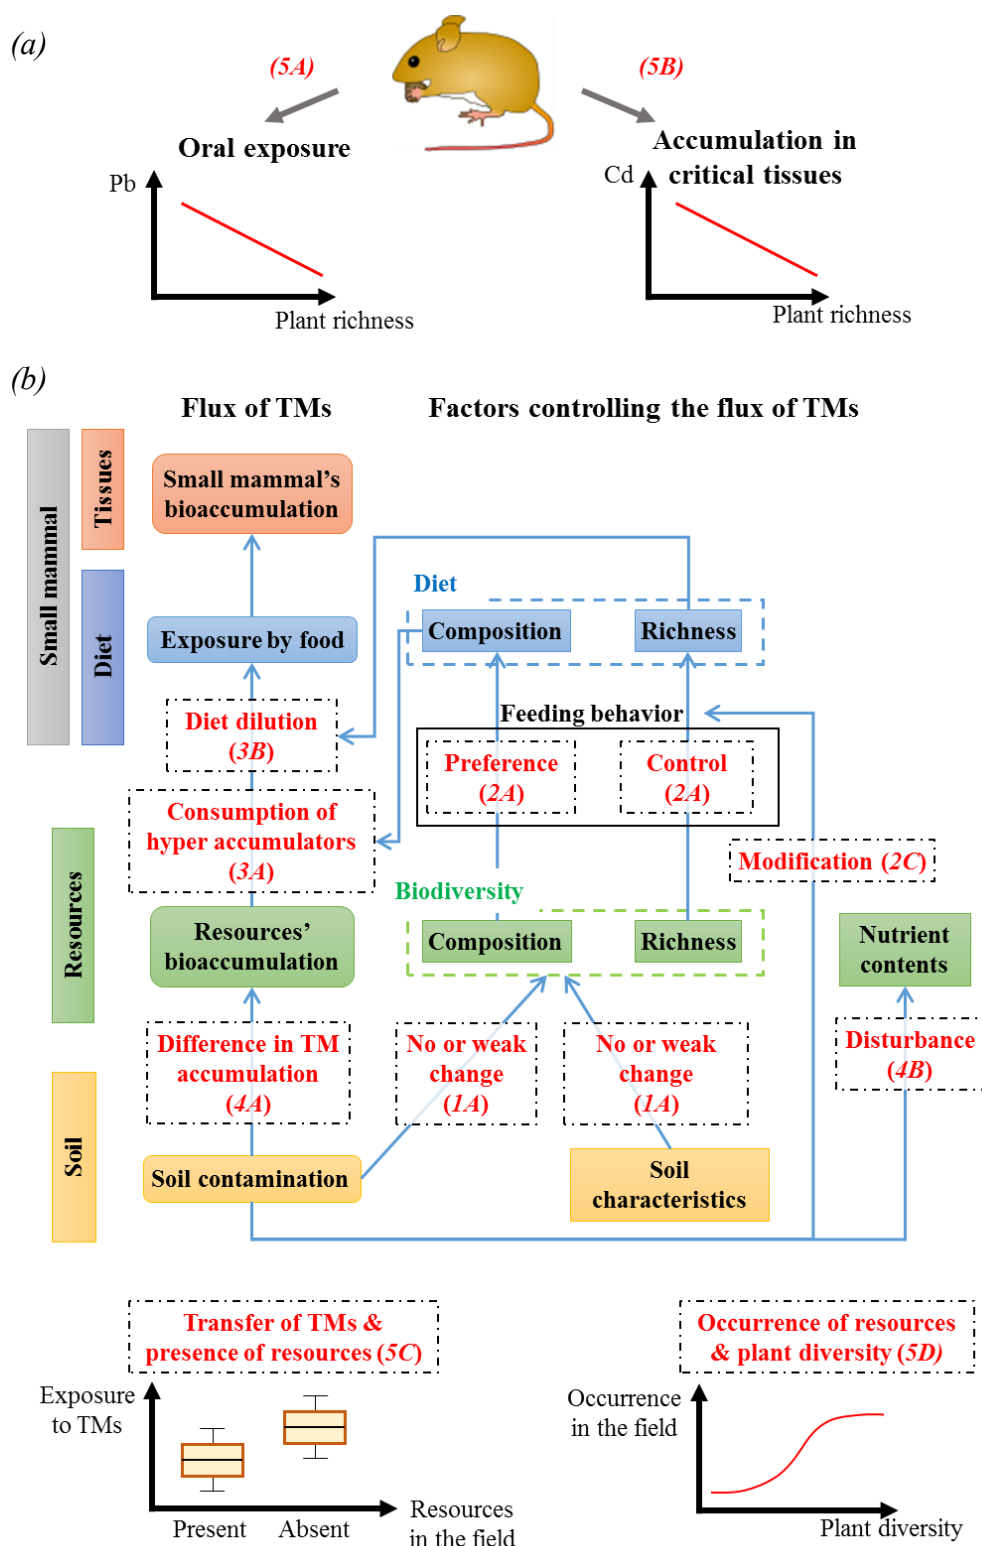 (a)
(5A)
(5B)
Oral exposure
Accumulation in
critical tissues
Pb
Plant richness
Cd
Plant richness
(b)
Flux of TMs
Factors controlling the flux of TMs
Small mammal
Tissues
Small mammal's
bioaccumulation
Diet
Diet
Exposure by food
Composition
Richness
Feeding behavior
Diet dilution
(3B)
Preference
(2A)
Control
(2A)
Consumption of
hyper accumulators
(3A)
Modification (2C)
Resources
Biodiversity
Resources'
bioaccumulation
Composition
Richness
Nutrient
contents
Difference in TM
accumulation
(4A)
No or weak
change
(1A)
No or weak
change
(1A)
Disturbance
(4B)
Soil
Soil contamination
Soil
characteristics
Transfer of TMs &
presence of resources (5C)
Exposure
to TMs
Present
Absent
Resources
in the field
Occurrence of resources
& plant diversity (5D)
Occurrence
in the field
Plant diversity